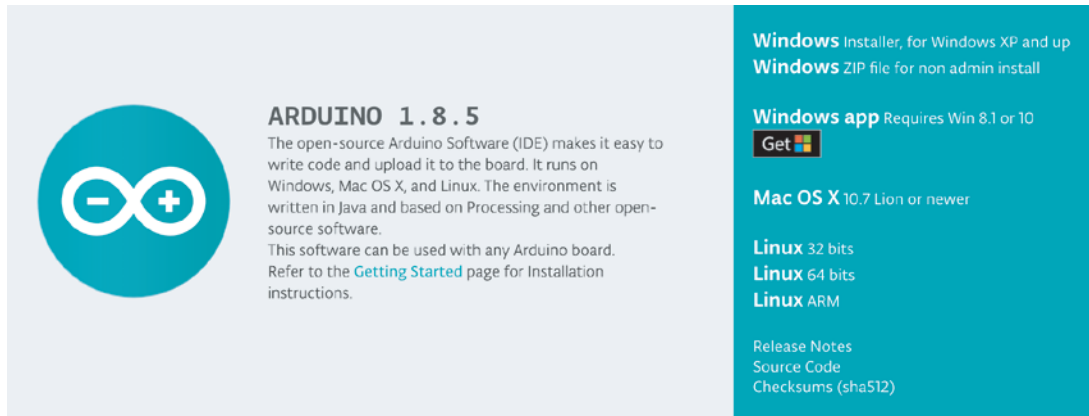 ARDUINO 1.8.5
The open-source Arduino Software (IDE) makes it easy to
write code and upload it to the board. It runs on
Windows, Mac OS X, and Linux. The environment is
written in Java and based on Processing and other open-
source software.
This software can be used with any Arduino board.
Refer to the Getting Started page for Installation
instructions.
Windows Installer, for Windows XP and up
Windows ZIP file for non admin install
Windows app Requires Win 8.1 or 10
Get
Mac OS X 10.7 Lion or newer
Linux 32 bits
Linux 64 bits
Linux ARM
Release Notes
Source Code
Checksums (sha512)